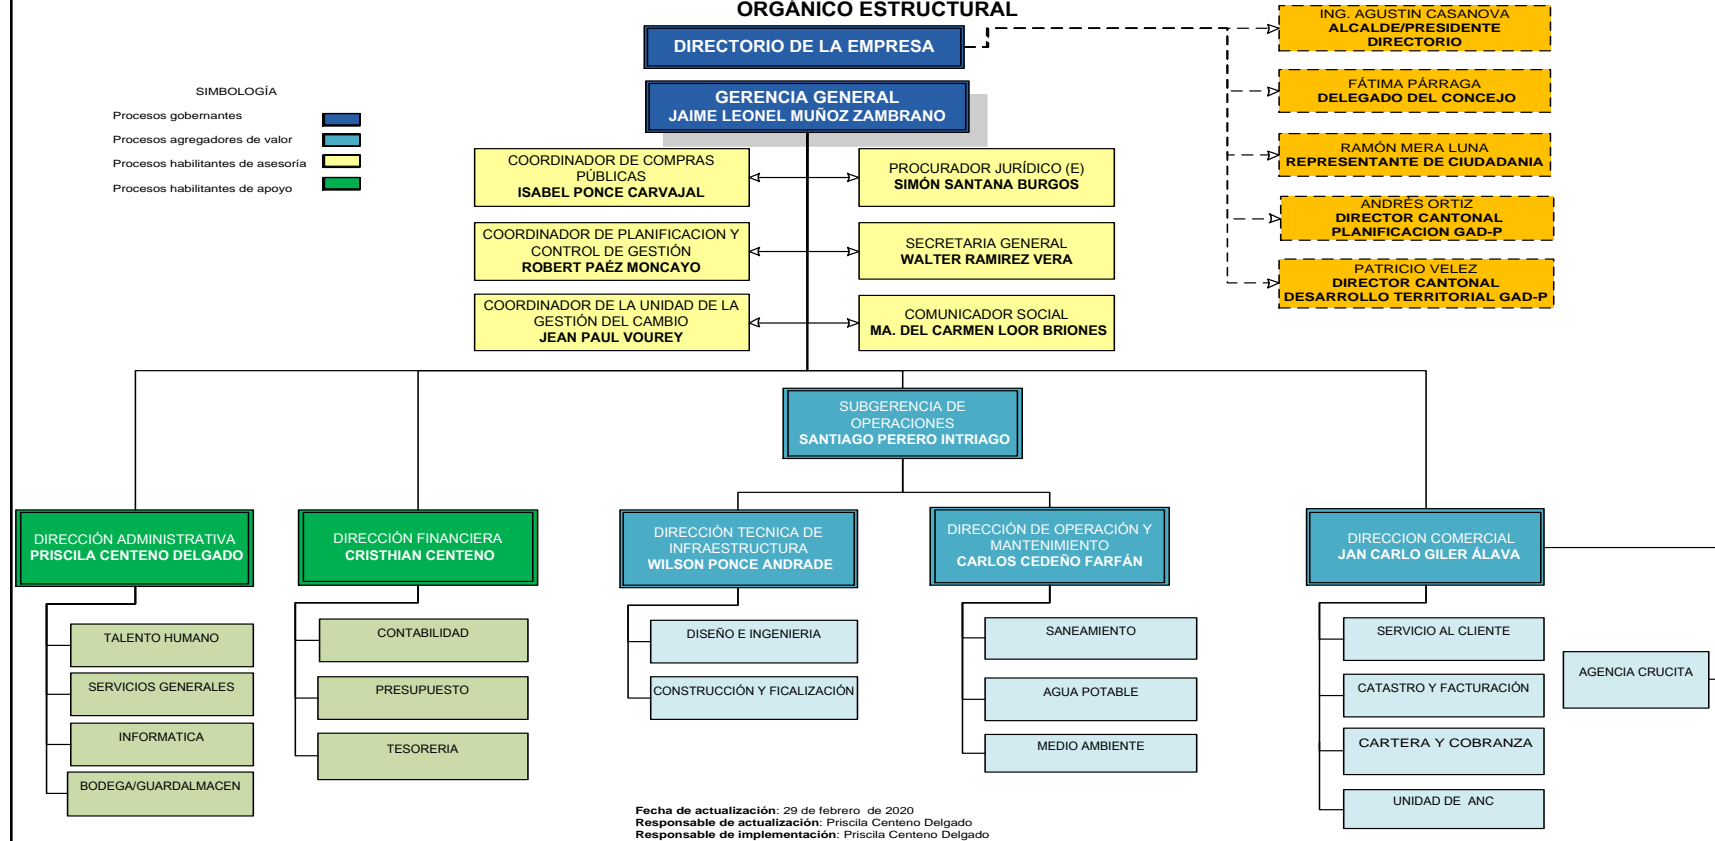 ORGÁNICO ESTRUCTURAL
DIRECTORIO DE LA EMPRESA
GERENCIA GENERAL
JAIME LEONEL MUÑOZ ZAMBRANO
ING. AGUSTIN CASANOVA
ALCALDE/PRESIDENTE
DIRECTORIO
FÁTIMA PÁRRAGA
DELEGADO DEL CONCEJO
RAMÓN MERA LUNA
REPRESENTANTE DE CIUDADANIA
ANDRÉS ORTIZ
DIRECTOR CANTONAL
PLANIFICACION GAD-P
PATRICIO VELEZ
DIRECTOR CANTONAL
DESARROLLO TERRITORIAL GAD-P
SIMBOLOGÍA
Procesos gobernantes
Procesos agregadores de valor
Procesos habilitantes de asesoría
Procesos habilitantes de apoyo
COORDINADOR DE COMPRAS
PÚBLICAS
ISABEL PONCE CARVAJAL
PROCURADOR JURÍDICO (E)
SIMÓN SANTANA BURGOS
COORDINADOR DE PLANIFICACION Y
CONTROL DE GESTIÓN
ROBERT PAÉZ MONCAYO
SECRETARIA GENERAL
WALTER RAMIREZ VERA
COORDINADOR DE LA UNIDAD DE LA
GESTIÓN DEL CAMBIO
JEAN PAUL VOUREY
COMUNICADOR SOCIAL
MA. DEL CARMEN LOOR BRIONES
SUBGERENCIA DE
OPERACIONES
SANTIAGO PERERO INTRIAGO
DIRECCIÓN ADMINISTRATIVA
PRISCILA CENTENO DELGADO
DIRECCIÓN FINANCIERA
CRISTHIAN CENTENO
DIRECCIÓN TECNICA DE
INFRAESTRUCTURA
WILSON PONCE ANDRADE
DIRECCIÓN DE OPERACIÓN Y
MANTENIMIENTO
CARLOS CEDEÑO FARFÁN
DIRECCION COMERCIAL
JAN CARLO GILER ÁLAVA
TALENTO HUMANO
SERVICIOS GENERALES
INFORMATICA
BODEGA/GUARDALMACEN
CONTABILIDAD
PRESUPUESTO
TESORERIA
DISEÑO E INGENIERIA
CONSTRUCCIÓN Y FICALIZACIÓN
SANEAMIENTO
AGUA POTABLE
MEDIO AMBIENTE
SERVICIO AL CLIENTE
CATASTRO Y FACTURACIÓN
CARTERA Y COBRANZA
UNIDAD DE ANC
AGENCIA CRUCITA
Fecha de actualización: 29 de febrero de 2020
Responsable de actualización: Priscila Centeno Delgado
Responsable de implementación: Priscila Centeno Delgado